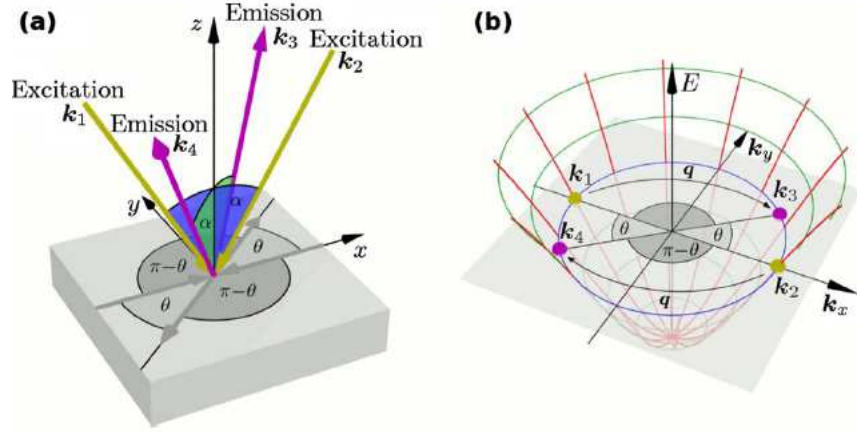 (a)
z
Emission
k3
Excitation
k2
Excitation
k1
Emission
k4
y
α
α
θ
x
π−θ
θ
π−θ
(b)
E
ky
k1
q
k3
θ
θ
k4
π−θ
q
k2
kx